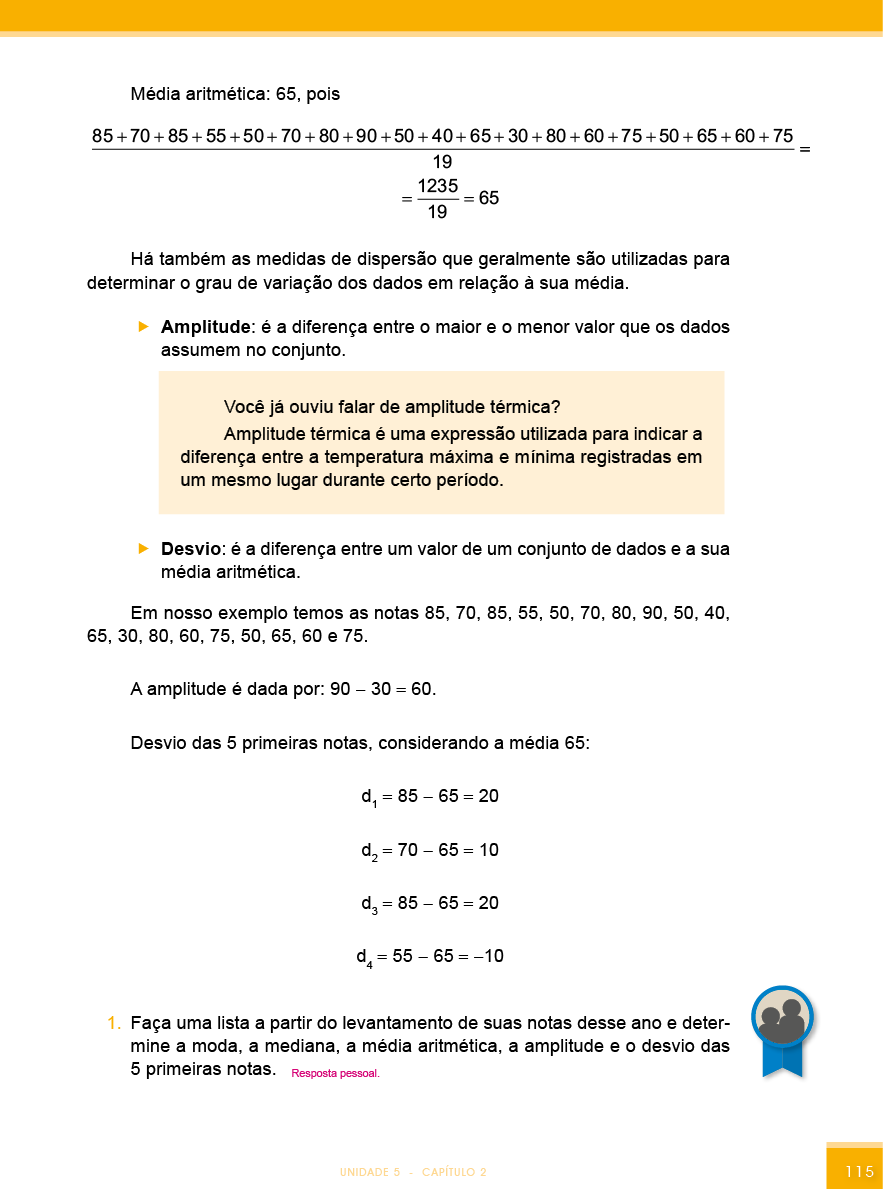 Média aritmética: 65, pois
85 + 70 + 85 + 55 + 50 + 70 + 80 + 90 + 50 + 40 + 65 + 30 + 80 + 60 + 75 + 50 + 65 + 60 + 75 =
19
= 1235 = 65
19
Há também as medidas de dispersão que geralmente são utilizadas para
determinar o grau de variação dos dados em relação à sua média.
Amplitude: é a diferença entre o maior e o menor valor que os dados
assumem no conjunto.
Você já ouviu falar de amplitude térmica?
Amplitude térmica é uma expressão utilizada para indicar a
diferença entre a temperatura máxima e mínima registradas em
um mesmo lugar durante certo período.
Desvio: é a diferença entre um valor de um conjunto de dados e a sua
média aritmética.
Em nosso exemplo temos as notas 85, 70, 85, 55, 50, 70, 80, 90, 50, 40,
65, 30, 80, 60, 75, 50, 65, 60 e 75.
A amplitude é dada por: 90 – 30 = 60.
Desvio das 5 primeiras notas, considerando a média 65:
d1 = 85 – 65 = 20
d2 = 70 – 65 = 10
d3 = 85 – 65 = 20
d4 = 55 – 65 = –10
1. Faça uma lista a partir do levantamento de suas notas desse ano e deter-
mine a moda, a mediana, a média aritmética, a amplitude e o desvio das
5 primeiras notas. Resposta pessoal.
UNIDADE 5 - CAPÍTULO 2
115